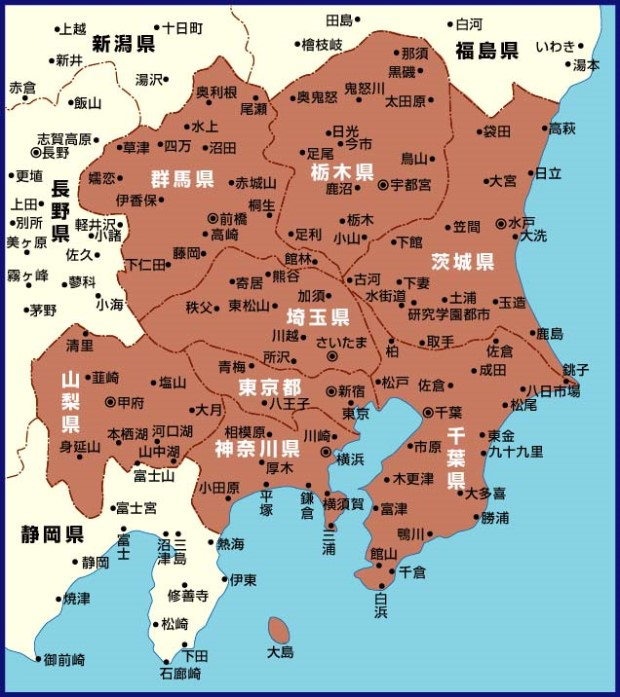 上越
十日町
田島
白河
新潟県
檜枝岐
福島県
いわき
新井
那須
湯本
湯沢
黒磯
赤倉
飯山
奥利根
尾瀬
奥鬼怒
鬼怒川
太田原
水上
日光
袋田
高萩
志賀高原
長野
草津
四万
沼田
足尾
今市
栃木県
烏山
更埴
長野県
嬬恋
群馬県
赤城山
鹿沼
宇都宮
大宮
日立
上田
伊香保
別所
軽井沢
小諸
前橋
桐生
栃木
笠間
水戸
美ヶ原
佐久
高崎
足利
小山
下館
大洗
藤岡
下仁田
館林
茨城県
霧ヶ峰
蓼科
寄居
熊谷
古河
下妻
茅野
小海
秩父
東松山
加須
水街道
土浦
玉造
研究学園都市
埼玉県
清里
川越
さいたま
柏
取手
佐倉
鹿島
所沢
青梅
山梨県
韮崎
塩山
東京都
新宿
松戸
佐倉
成田
銚子
八日市場
甲府
大月
八王子
東京
千葉
松尾
本栖湖
河口湖
相模原
川崎
千葉県
東金
身延山
山中湖
神奈川県
横浜
市原
九十九里
富士山
厚木
小田原
平塚
鎌倉
横須賀
木更津
大多喜
富士宮
富津
勝浦
静岡県
富士
沼津
三島
熱海
三浦
鴨川
静岡
館山
千倉
伊東
修善寺
白浜
焼津
松崎
下田
大島
御前崎
石廊崎